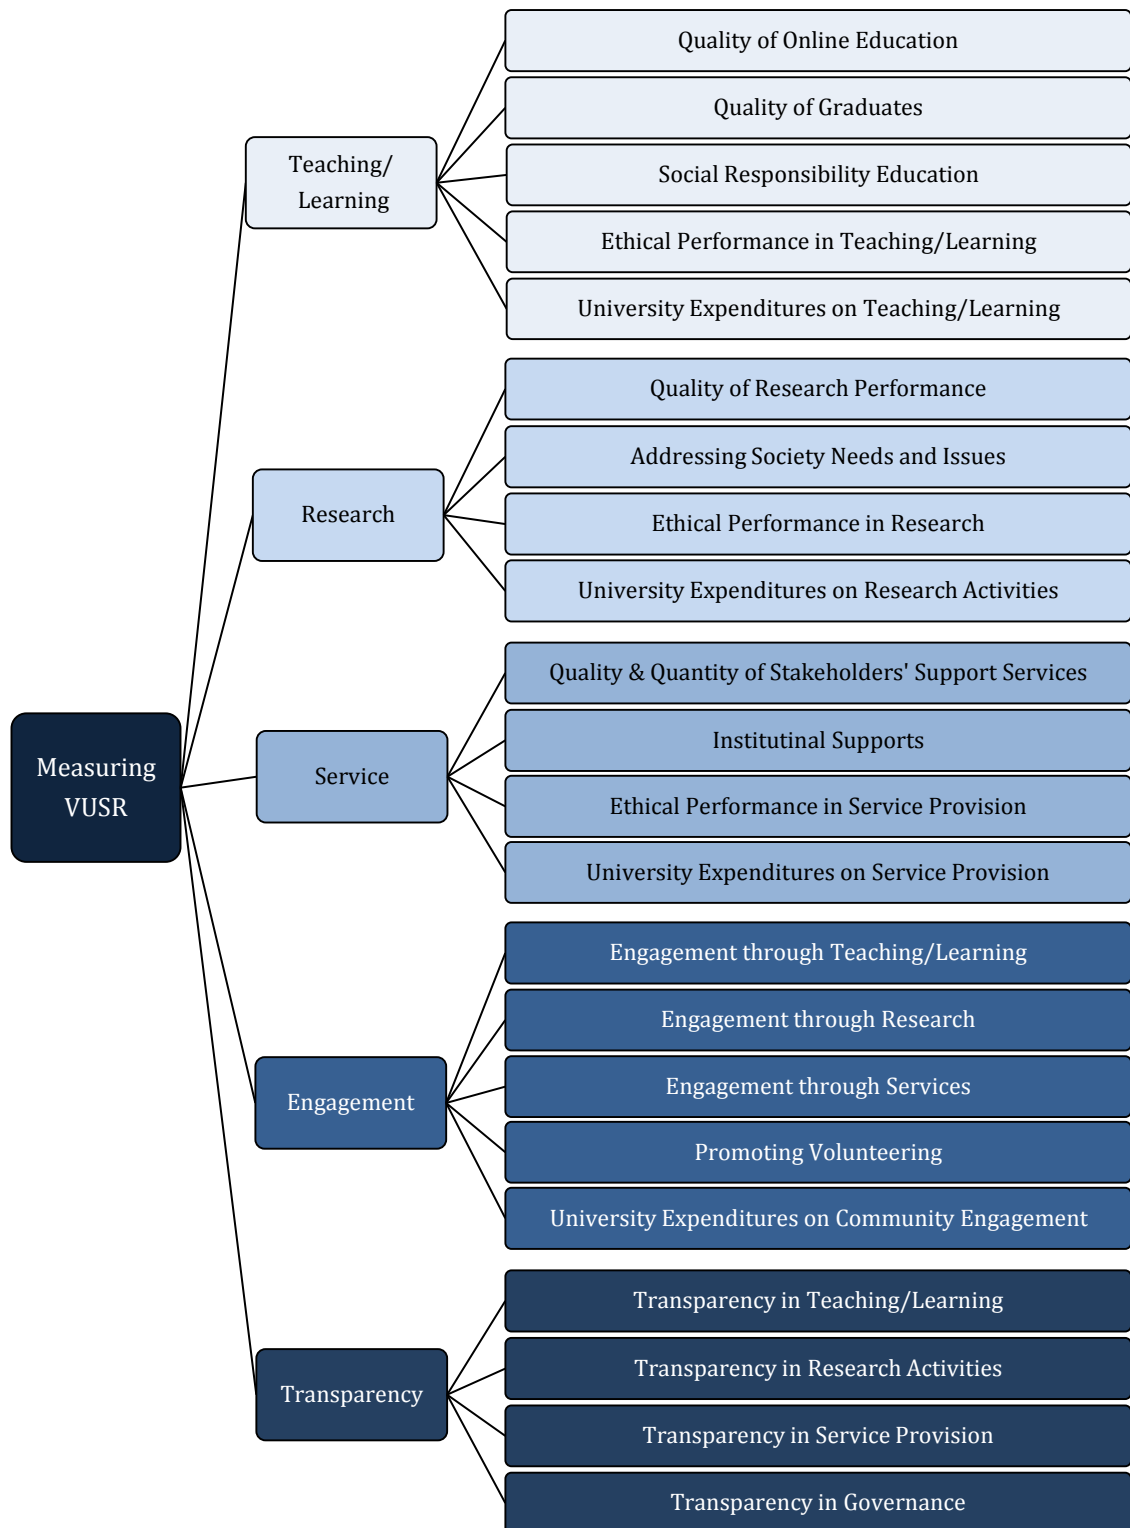 Measuring
VUSR
Teaching/
Learning
Quality of Online Education
Quality of Graduates
Social Responsibility Education
Ethical Performance in Teaching/Learning
University Expenditures on Teaching/Learning
Research
Quality of Research Performance
Addressing Society Needs and Issues
Ethical Performance in Research
University Expenditures on Research Activities
Service
Quality & Quantity of Stakeholders' Support Services
Institutinal Supports
Ethical Performance in Service Provision
University Expenditures on Service Provision
Engagement
Engagement through Teaching/Learning
Engagement through Research
Engagement through Services
Promoting Volunteering
University Expenditures on Community Engagement
Transparency
Transparency in Teaching/Learning
Transparency in Research Activities
Transparency in Service Provision
Transparency in Governance